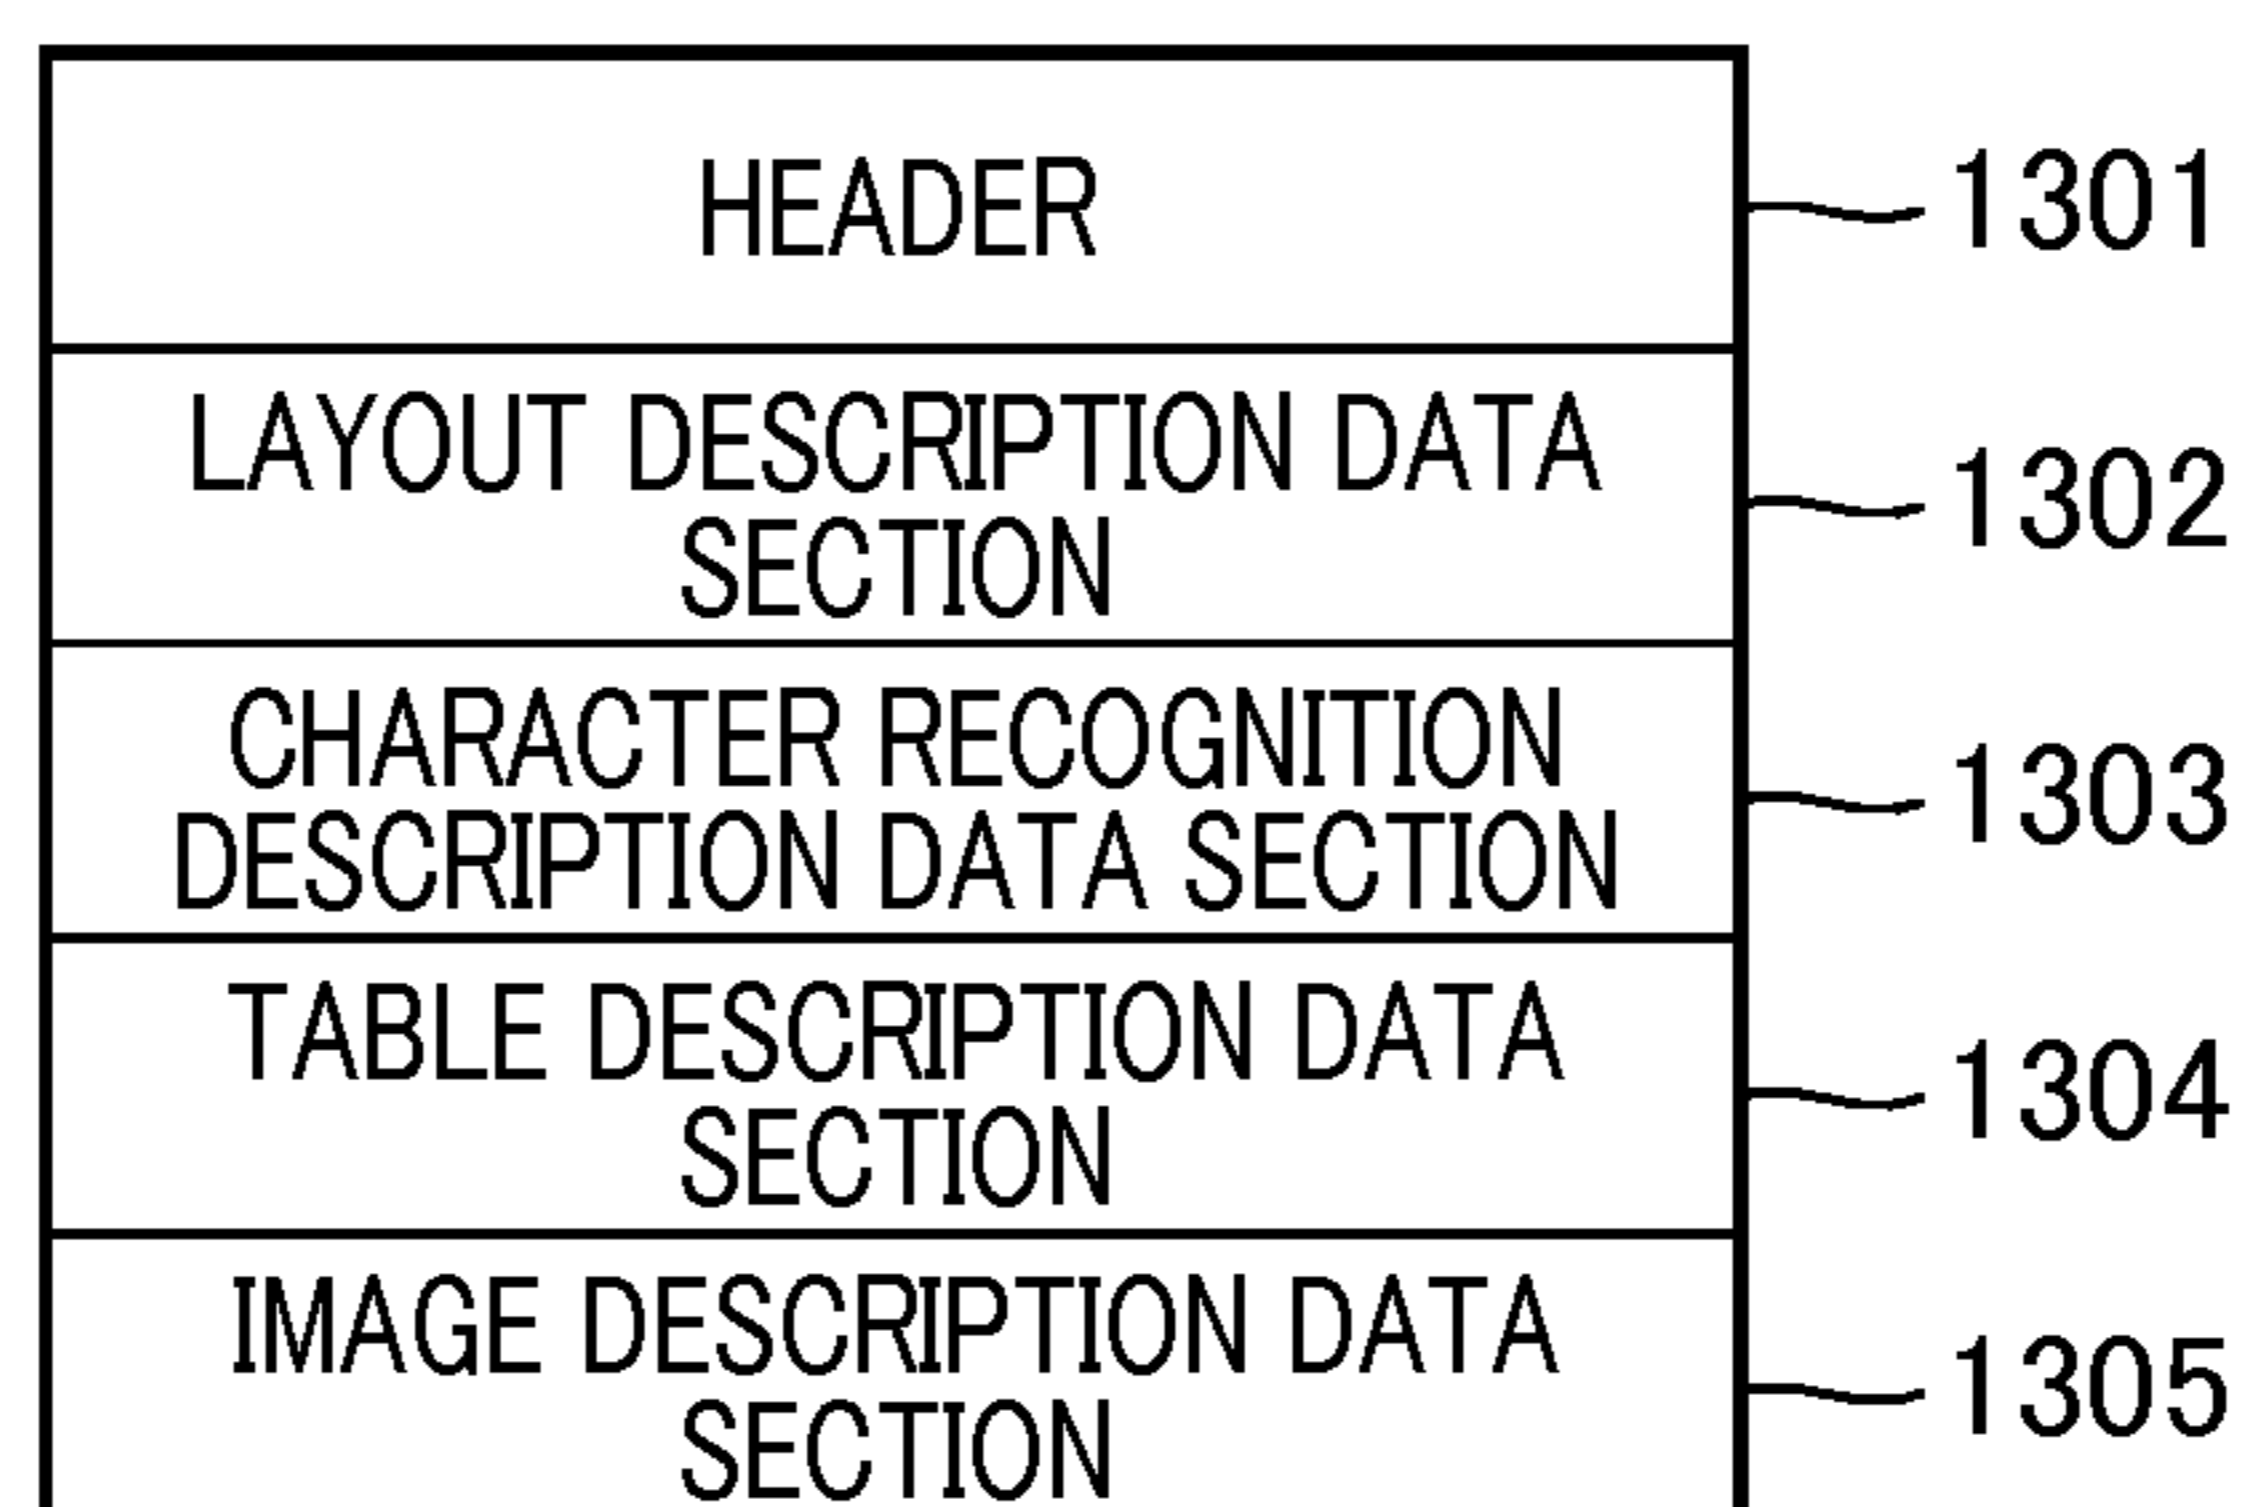 HEADER
1301
LAYOUT DESCRIPTION DATA
SECTION
1302
CHARACTER RECOGNITION
DESCRIPTION DATA SECTION
1303
TABLE DESCRIPTION DATA
SECTION
1304
IMAGE DESCRIPTION DATA
SECTION
1305